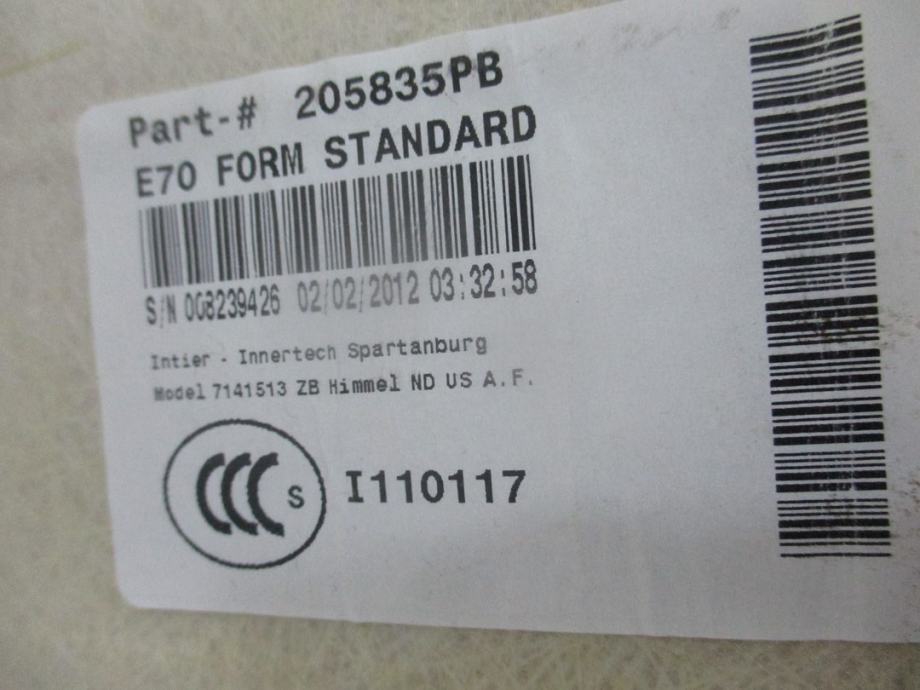 Part-# 205835PB
E70 FORM STANDARD
S/N 008239426 02/02/2012 03:32:58
Intier - Innertech Spartanburg
Model 7141513 ZB Himmel ND US A.F.
CCC S I110117